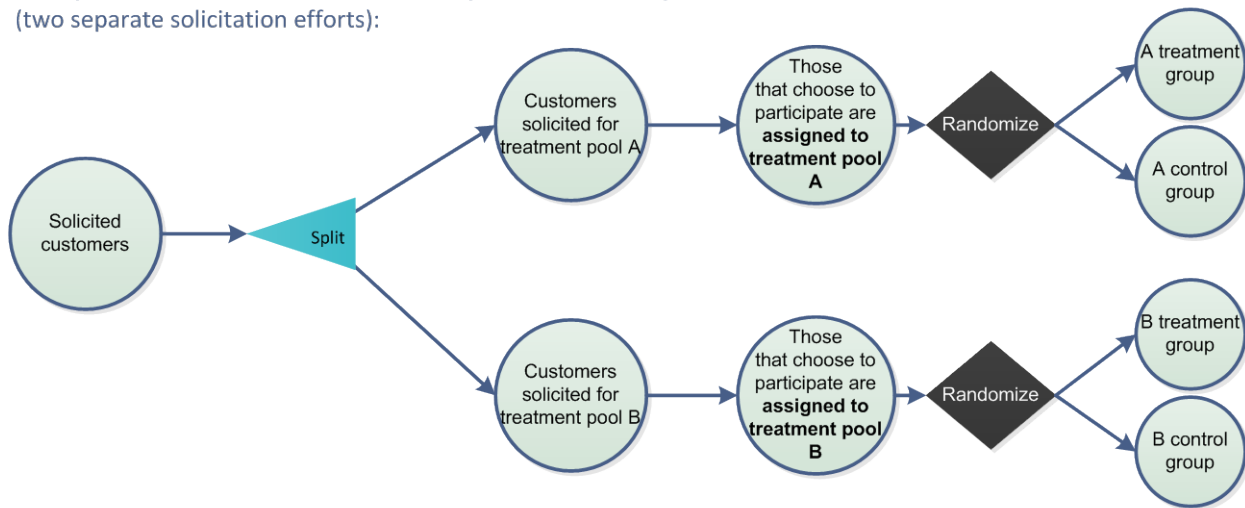 (two separate solicitation efforts):
Solicited
customers
Split
Customers
solicited for
treatment pool A
Those
that choose to
participate are
assigned to
treatment pool
A
Randomize
A treatment
group
A control
group
Customers
solicited for
treatment pool B
Those
that choose to
participate are
assigned to
treatment pool
B
Randomize
B treatment
group
B control
group